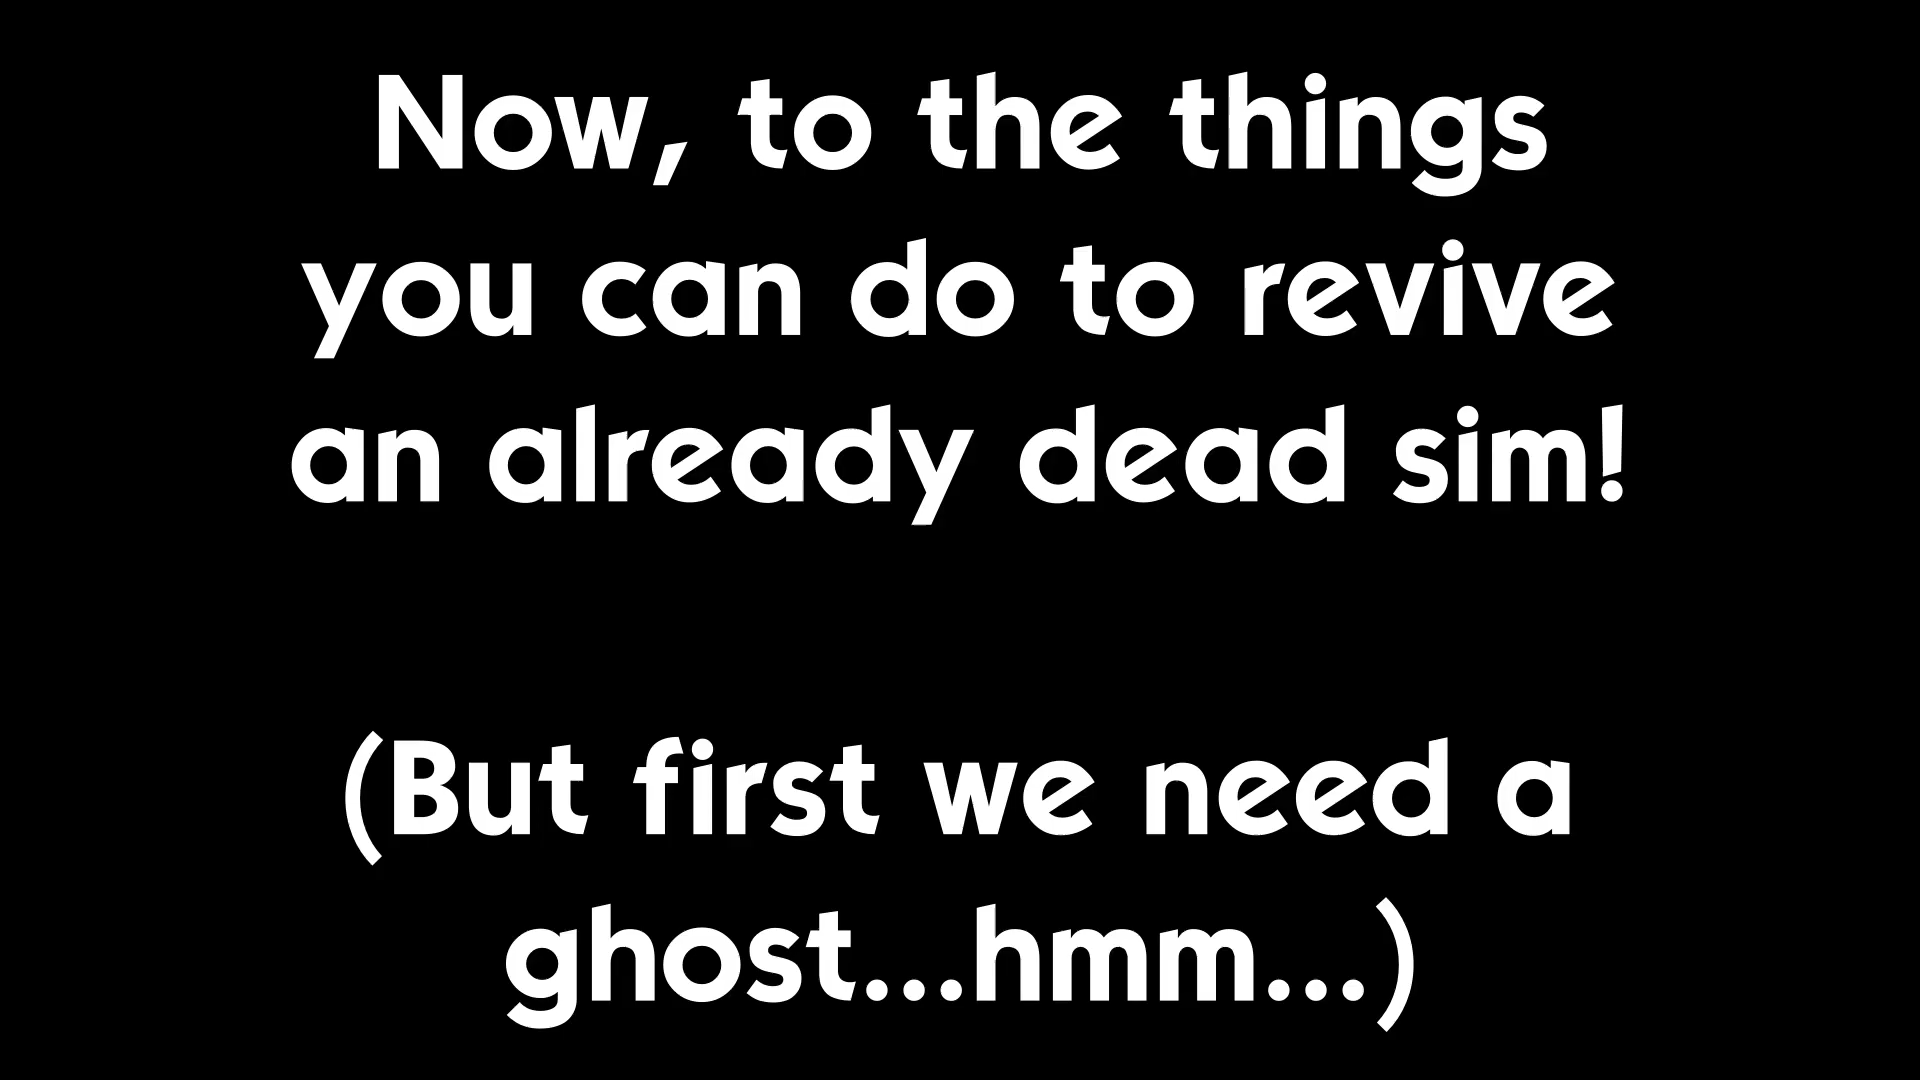 Now, to the things
you can do to revive
an already dead sim!
(But first we need a
ghost...hmm...)